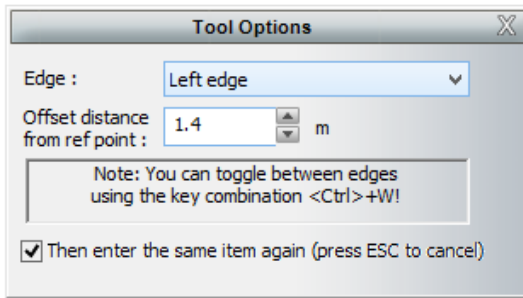 Tool Options X
Edge : Left edge
Offset distance
from ref point : 1.4 m
Note: You can toggle between edges
using the key combination <Ctrl>+W!
Then enter the same item again (press ESC to cancel)